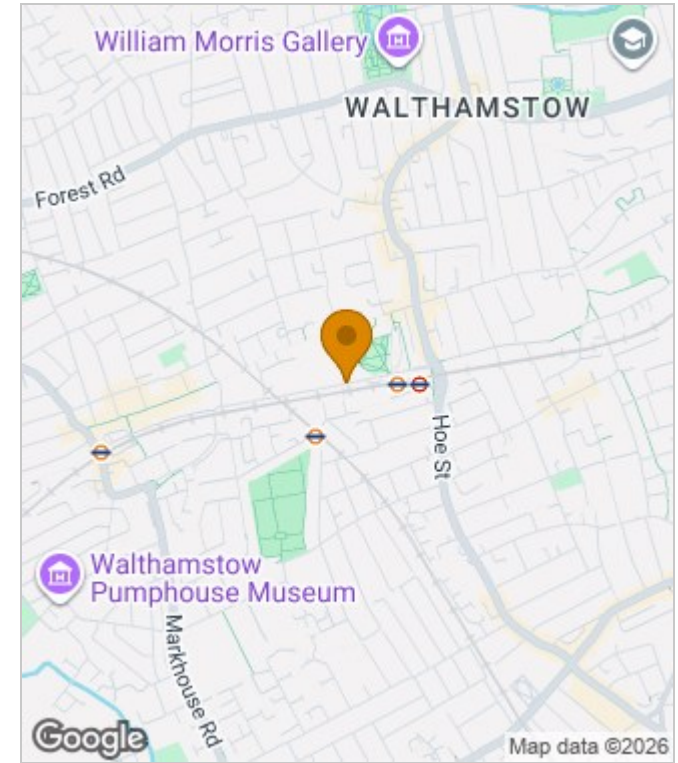 William Morris Gallery
WALTHAMSTOW
Forest Rd
Hoe St
Walthamstow
Pumphouse Museum
Markhouse Rd
Google
Map data ©2026